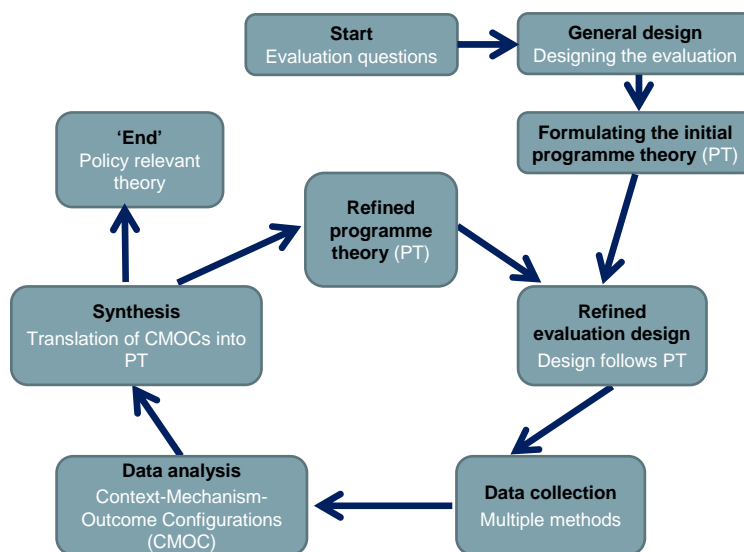 Start
Evaluation questions
General design
Designing the evaluation
Formulating the initial
programme theory (PT)
‘End’
Policy relevant
theory
Refined
programme
theory (PT)
Refined
evaluation design
Design follows PT
Synthesis
Translation of CMOCs into
PT
Data collection
Multiple methods
Data analysis
Context-Mechanism-
Outcome Configurations
(CMOC)